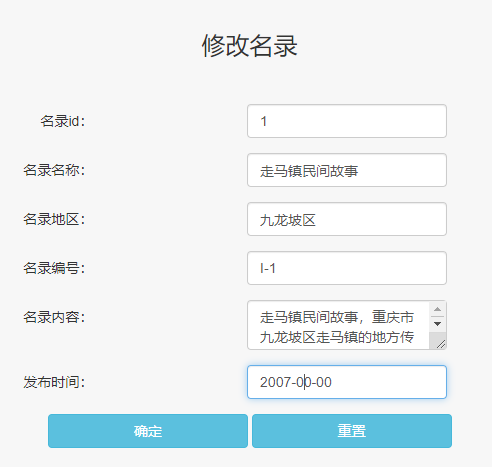 修改名录
名录id： 1
名录名称： 走马镇民间故事
名录地区： 九龙坡区
名录编号： I-1
名录内容： 走马镇民间故事，重庆市
九龙坡区走马镇的地方传
发布时间： 2007-00-00
确定 重置